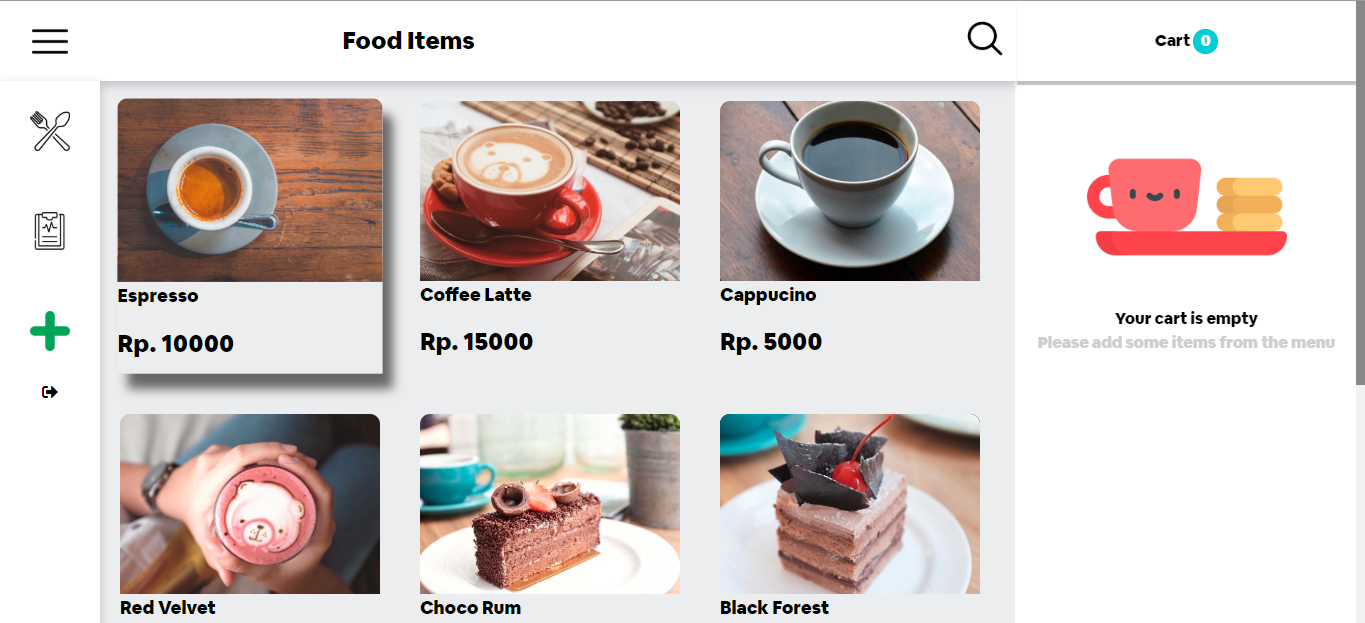 Food Items
Cart 0
Espresso
Rp. 10000
Coffee Latte
Rp. 15000
Cappucino
Rp. 5000
Red Velvet
Choco Rum
Black Forest
Your cart is empty
Please add some items from the menu